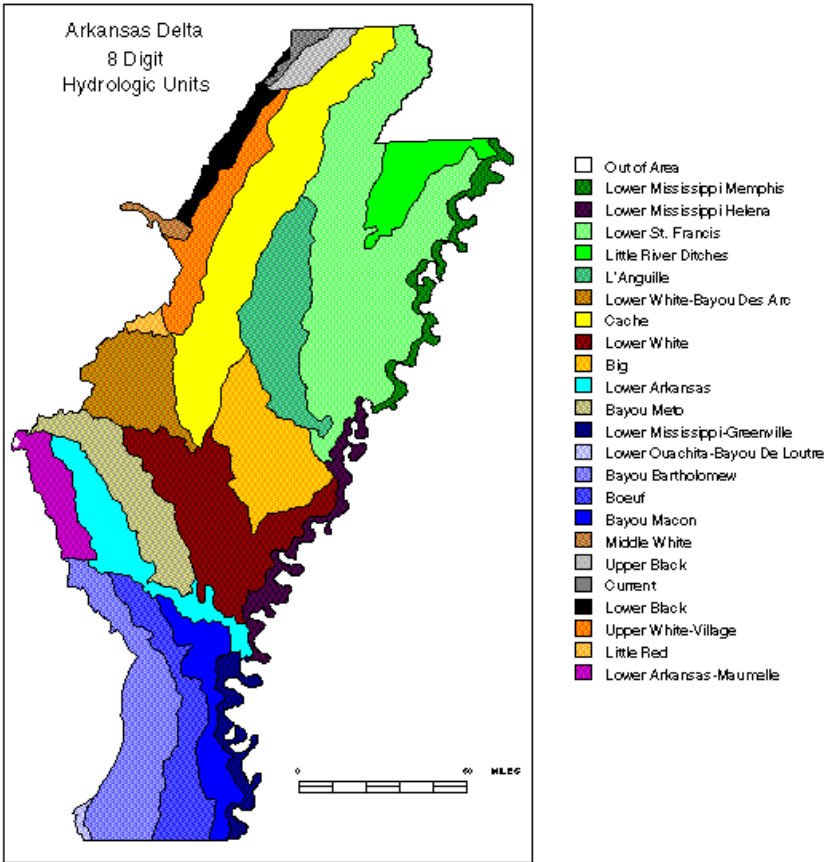 Arkansas Delta
8 Digit
Hydrologic Units
Out of Area
Lower Mississippi Memphis
Lower Mississippi Helena
Lower St. Francis
Little River Ditches
L'Anguille
Lower White-Bayou Des Arc
Cache
Lower White
Big
Lower Arkansas
Bayou Meto
Lower Mississippi-Greenville
Lower Ouachita-Bayou De Loutre
Bayou Bartholomew
Boeuf
Bayou Macon
Middle White
Upper Black
Current
Lower Black
Upper White-Village
Little Red
Lower Arkansas-Maumelle
0 60 MILES